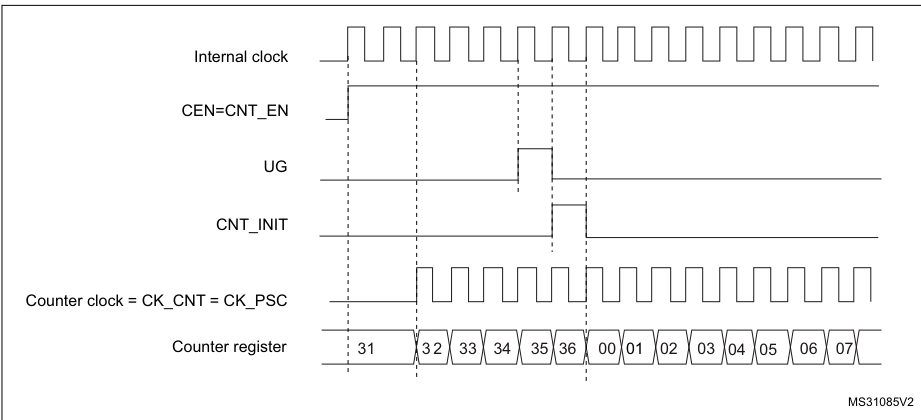 Internal clock
CEN=CNT_EN
UG
CNT_INIT
Counter clock = CK_CNT = CK_PSC
Counter register 31 32 33 34 35 36 00 01 02 03 04 05 06 07
MS31085V2